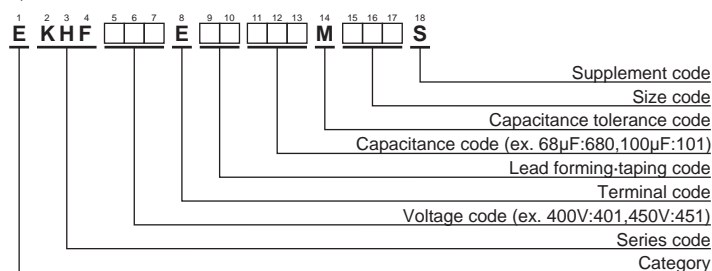 1 2 3 4 5 6 7 8 9 10 11 12 13 14 15 16 17 18
E KHF E M S
Supplement code
Size code
Capacitance tolerance code
Capacitance code (ex. 68μF:680,100μF:101)
Lead forming·taping code
Terminal code
Voltage code (ex. 400V:401,450V:451)
Series code
Category